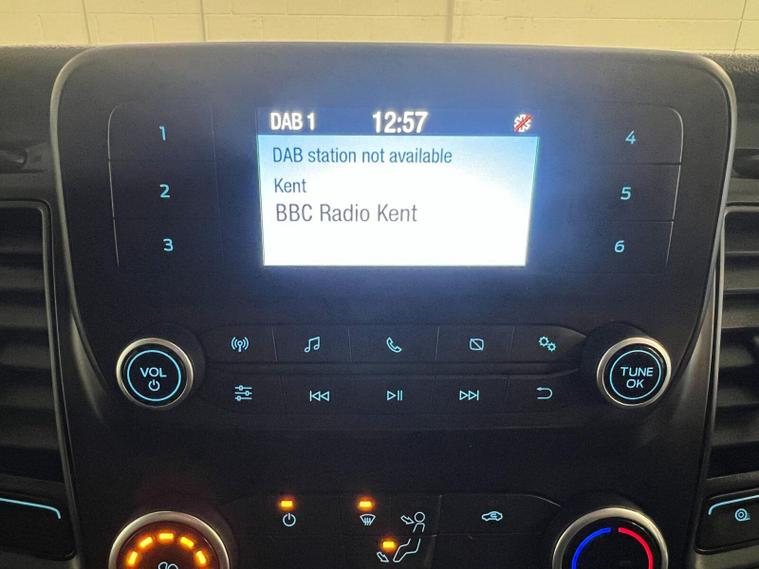 DAB 1 12:57
DAB station not available
Kent
BBC Radio Kent
1
2
3
4
5
6
VOL
TUNE
OK